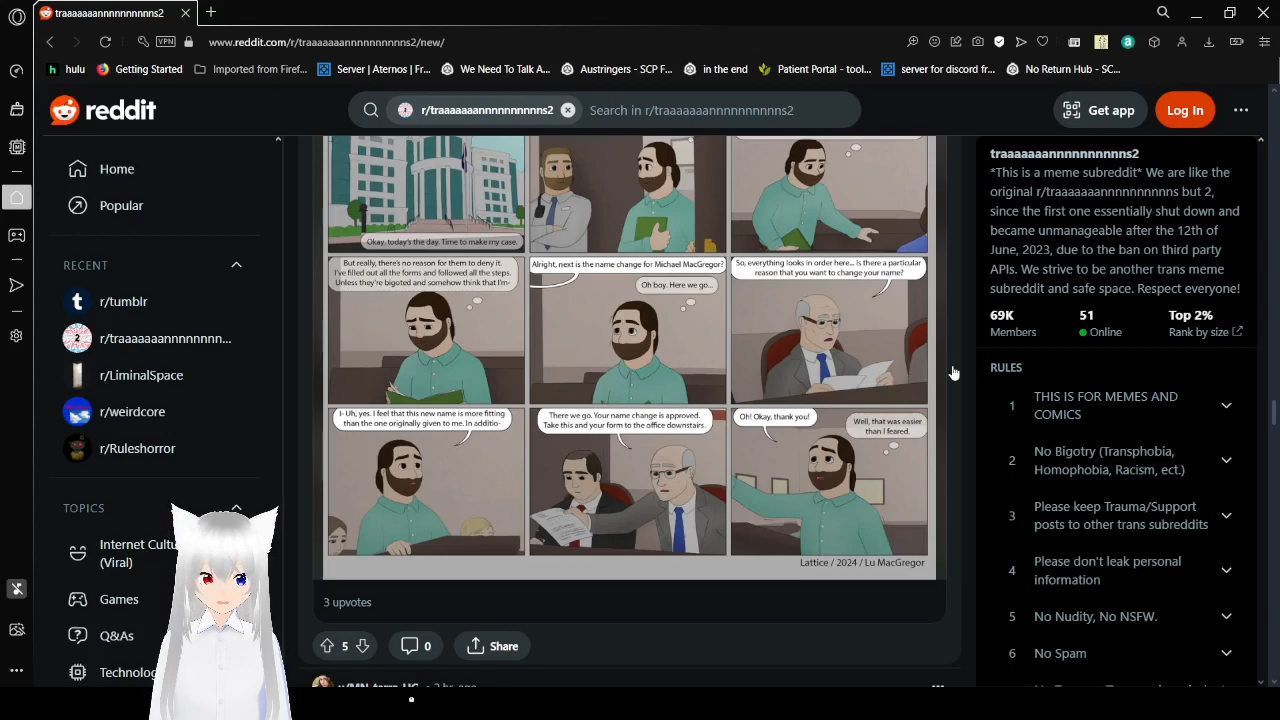 traaaaaaannnnnnnnnns2
www.reddit.com/r/traaaaaaannnnnnnnnns2/new/
VPN
hulu
Getting Started
Imported from Firef...
Server | Aternos | Fr...
We Need To Talk A...
Austringers - SCP F...
in the end
Patient Portal - tool...
server for discord fr...
No Return Hub - SC...
reddit
r/traaaaaaannnnnnnnnns2
Search in r/traaaaaaannnnnnnnnns2
Get app
Log In
Home
Popular
RECENT
r/tumblr
r/traaaaaaannnnnnn...
r/LiminalSpace
r/weirdcore
r/Ruleshorror
TOPICS
Internet Cultu
(Viral)
Games
Q&As
Technolog
Okay, today's the day. Time to make my case.
But really, there's no reason for them to deny it.
I've filled out all the forms and followed all the steps.
Unless they're bigoted and somehow think that I'm-
Alright, next is the name change for Michael MacGregor?
Oh boy. Here we go...
So, everything looks in order here... Is there a particular
reason that you want to change your name?
I- Uh, yes. I feel that this new name is more fitting
than the one originally given to me. In additio-
There we go. Your name change is approved.
Take this and your form to the office downstairs.
Oh! Okay, thank you!
Well, that was easier
than I feared.
Lattice / 2024 / Lu MacGregor
3 upvotes
5
0
Share
traaaaaaannnnnnnnnns2
*This is a meme subreddit* We are like the
original r/traaaaaaannnnnnnnnns but 2,
since the first one essentially shut down and
became unmanageable after the 12th of
June, 2023, due to the ban on third party
APIs. We strive to be another trans meme
subreddit and safe space. Respect everyone!
69K
Members
51
Online
Top 2%
Rank by size
RULES
1
THIS IS FOR MEMES AND
COMICS
2
No Bigotry (Transphobia,
Homophobia, Racism, ect.)
3
Please keep Trauma/Support
posts to other trans subreddits
4
Please don't leak personal
information
5
No Nudity, No NSFW.
6
No Spam